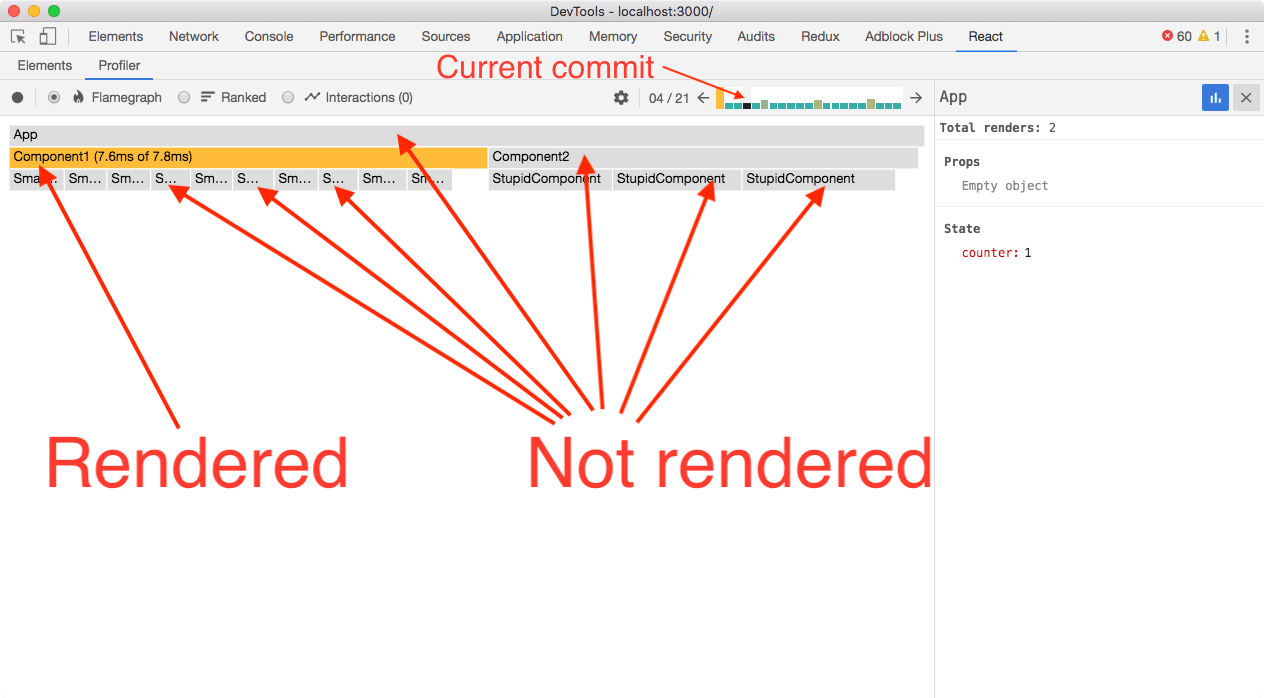 DevTools - localhost:3000/
Elements Network Console Performance Sources Application Memory Security Audits Redux Adblock Plus React 60 1
Elements Profiler
Current commit
Flamegraph Ranked Interactions (0) 04 / 21 App
Total renders: 2
App
Component1 (7.6ms of 7.8ms) Component2
Props
Sma… Sm… Sm… S… Sm… S… Sm… S… Sm… Sm… StupidComponent StupidComponent StupidComponent
Empty object
State
counter: 1
Rendered Not rendered